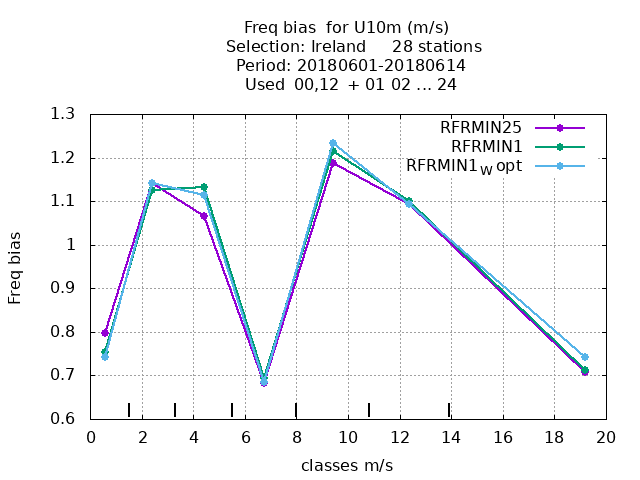 Freq bias  for U10m (m/s)
Selection: Ireland     28 stations
Period: 20180601-20180614
Used  00,12  + 01 02 ... 24
RFRMIN25
RFRMIN1
RFRMIN1W opt
1.3
1.2
1.1
1
0.9
0.8
0.7
0.6
Freq bias
0 2 4 6 8 10 12 14 16 18 20
classes m/s